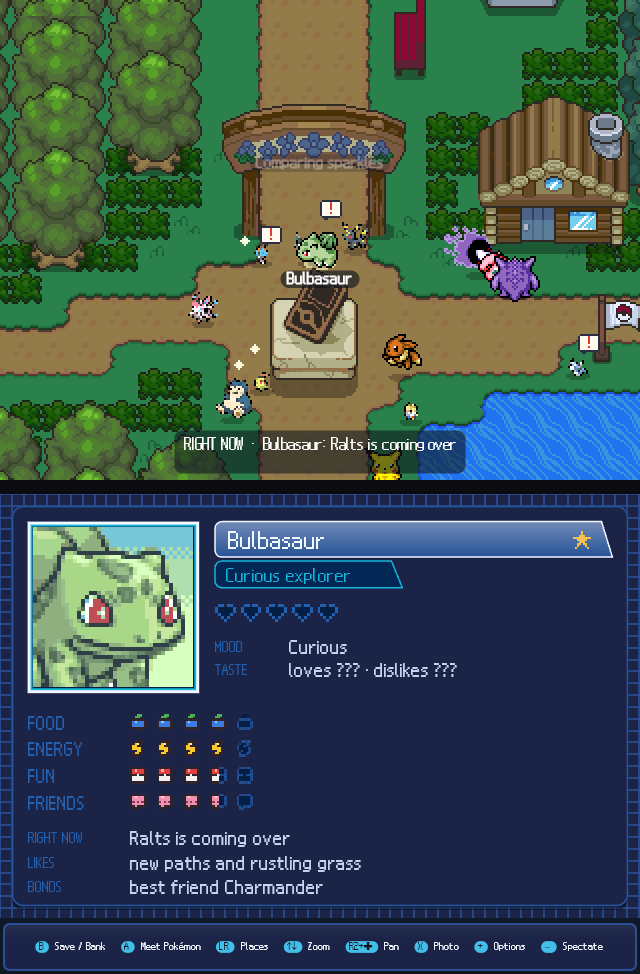 Comparing sparkles
!
!
Bulbasaur
!
RIGHT NOW · Bulbasaur: Ralts is coming over
Bulbasaur
Curious explorer
MOOD Curious
TASTE loves ??? · dislikes ???
FOOD
ENERGY
FUN
FRIENDS
RIGHT NOW Ralts is coming over
LIKES new paths and rustling grass
BONDS best friend Charmander
B Save / Bank A Meet Pokémon LR Places ↑↓ Zoom R2+✚ Pan X Photo + Options − Spectate